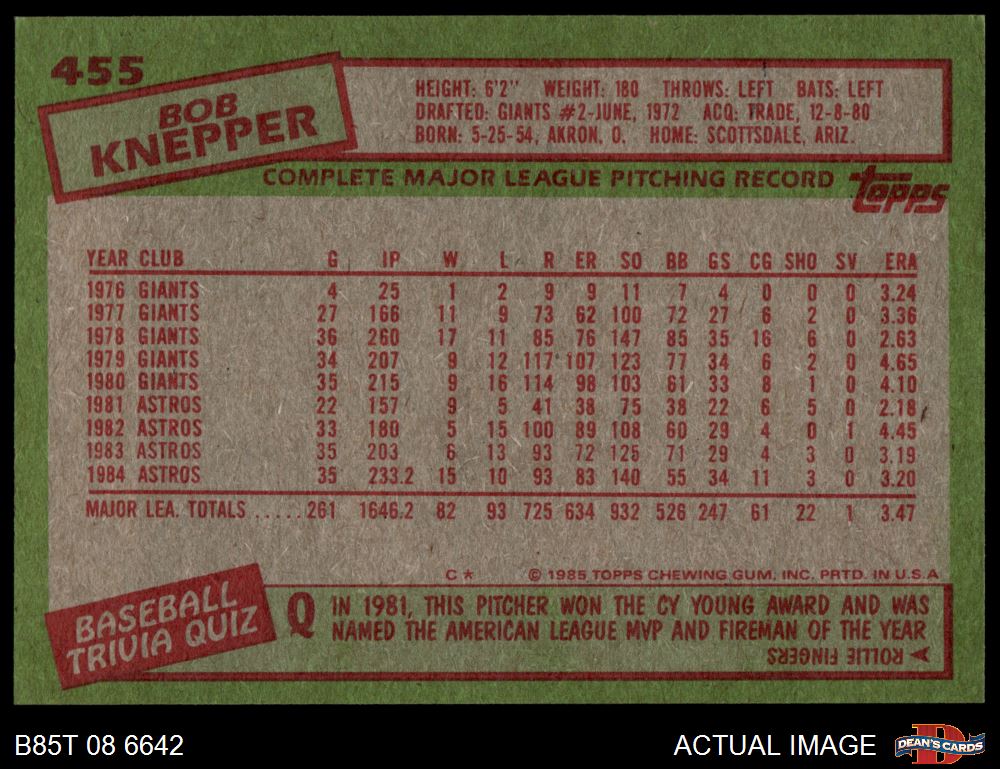 455
BOB
KNEPPER
HEIGHT: 6'2" WEIGHT: 180 THROWS: LEFT BATS: LEFT
DRAFTED: GIANTS #2-JUNE, 1972 ACQ: TRADE, 12-8-80
BORN: 5-25-54, AKRON, O. HOME: SCOTTSDALE, ARIZ.
COMPLETE MAJOR LEAGUE PITCHING RECORD
topps
YEAR CLUB G IP W L R ER SO BB GS CG SHO SV ERA
1976 GIANTS 4 25 1 2 9 9 11 7 4 0 0 0 3.24
1977 GIANTS 27 166 11 9 73 62 100 72 27 6 2 0 3.36
1978 GIANTS 36 260 17 11 85 76 147 85 35 16 6 0 2.63
1979 GIANTS 34 207 9 12 117 107 123 77 34 6 2 0 4.65
1980 GIANTS 35 215 9 16 114 98 103 61 33 8 1 0 4.10
1981 ASTROS 22 157 9 5 41 38 75 38 22 6 5 0 2.18
1982 ASTROS 33 180 5 15 100 89 108 60 29 4 0 1 4.45
1983 ASTROS 35 203 6 13 93 72 125 71 29 4 3 0 3.19
1984 ASTROS 35 233.2 15 10 93 83 140 55 34 11 3 0 3.20
MAJOR LEA. TOTALS ..... 261 1646.2 82 93 725 634 932 526 247 61 22 1 3.47
C* © 1985 TOPPS CHEWING GUM, INC. PRTD. IN U.S.A
BASEBALL
TRIVIA QUIZ
Q IN 1981, THIS PITCHER WON THE CY YOUNG AWARD AND WAS
NAMED THE AMERICAN LEAGUE MVP AND FIREMAN OF THE YEAR
A ROLLIE FINGERS
B85T 08 6642
ACTUAL IMAGE
D
DEAN'S CARDS